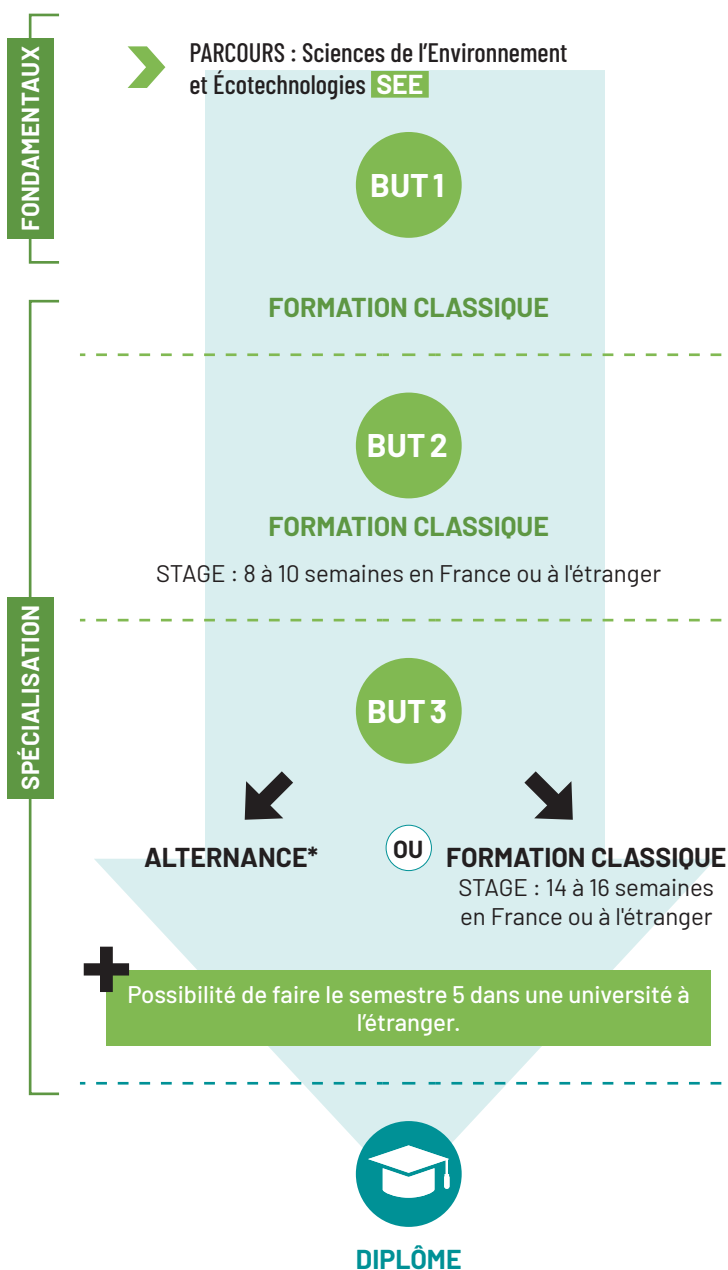 FONDAMENTAUX
PARCOURS : Sciences de l'Environnement
et Écotechnologies SEE
BUT 1
FORMATION CLASSIQUE
SPÉCIALISATION
BUT 2
FORMATION CLASSIQUE
STAGE : 8 à 10 semaines en France ou à l'étranger
BUT 3
ALTERNANCE*
OU
FORMATION CLASSIQUE
STAGE : 14 à 16 semaines
en France ou à l'étranger
Possibilité de faire le semestre 5 dans une université à
l'étranger.
DIPLÔME